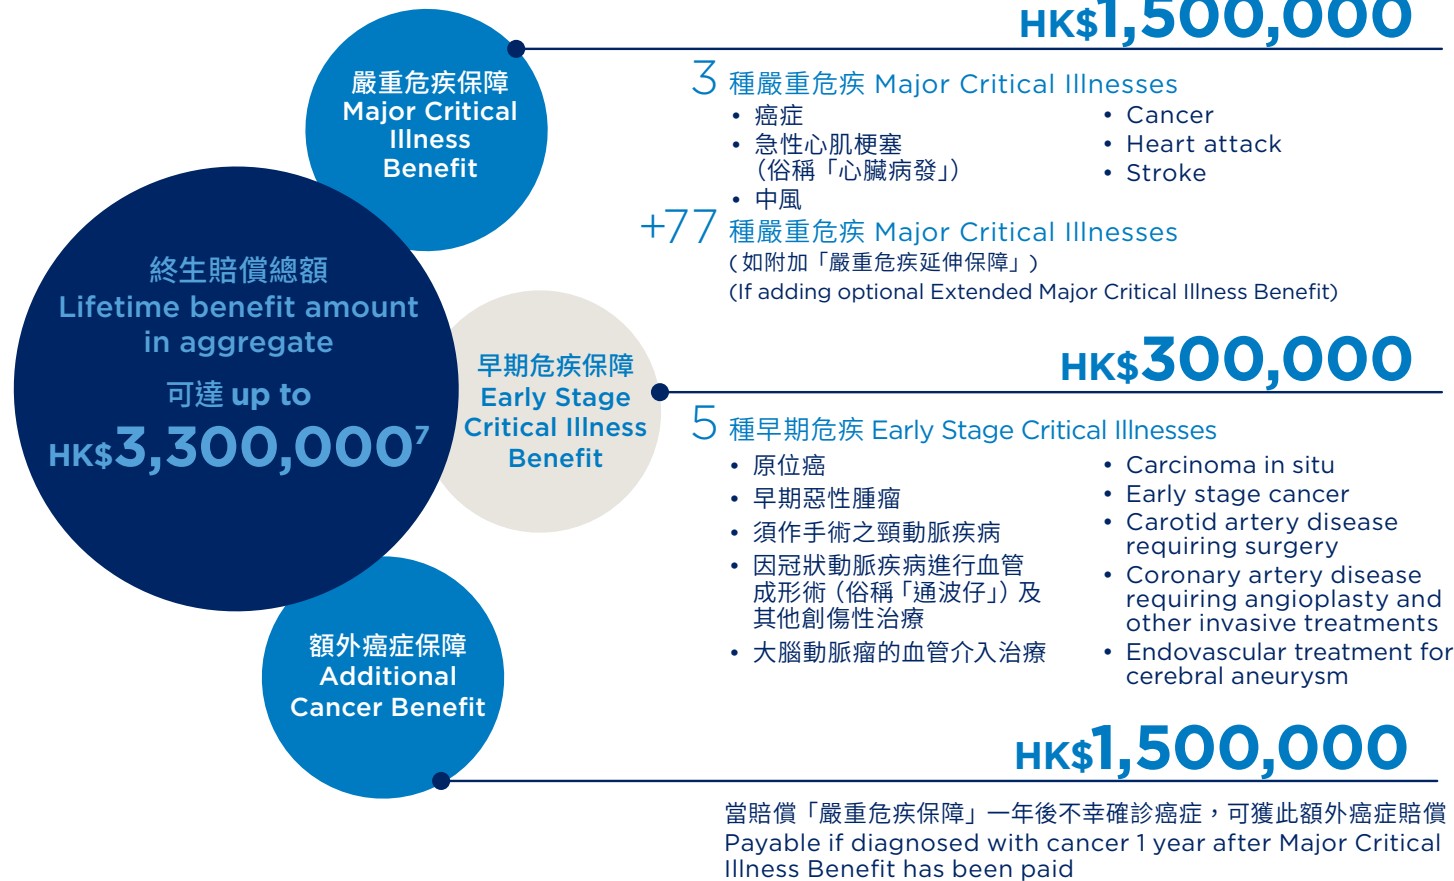 HK$1,500,000
嚴重危疾保障
Major Critical
Illness
Benefit
3 種嚴重危疾 Major Critical Illnesses
• 癌症
• 急性心肌梗塞
（俗稱「心臟病發」）
• 中風
• Cancer
• Heart attack
• Stroke
+77 種嚴重危疾 Major Critical Illnesses
(如附加「嚴重危疾延伸保障」)
(If adding optional Extended Major Critical Illness Benefit)
終生賠償總額
Lifetime benefit amount
in aggregate
可達 up to
HK$3,300,000⁷
早期危疾保障
Early Stage
Critical Illness
Benefit
HK$300,000
5 種早期危疾 Early Stage Critical Illnesses
• 原位癌
• 早期惡性腫瘤
• 須作手術之頸動脈疾病
• 因冠狀動脈疾病進行血管
成形術（俗稱「通波仔」）及
其他創傷性治療
• 大腦動脈瘤的血管介入治療
• Carcinoma in situ
• Early stage cancer
• Carotid artery disease
requiring surgery
• Coronary artery disease
requiring angioplasty and
other invasive treatments
• Endovascular treatment for
cerebral aneurysm
額外癌症保障
Additional
Cancer Benefit
HK$1,500,000
當賠償「嚴重危疾保障」一年後不幸確診癌症，可獲此額外癌症賠償
Payable if diagnosed with cancer 1 year after Major Critical
Illness Benefit has been paid